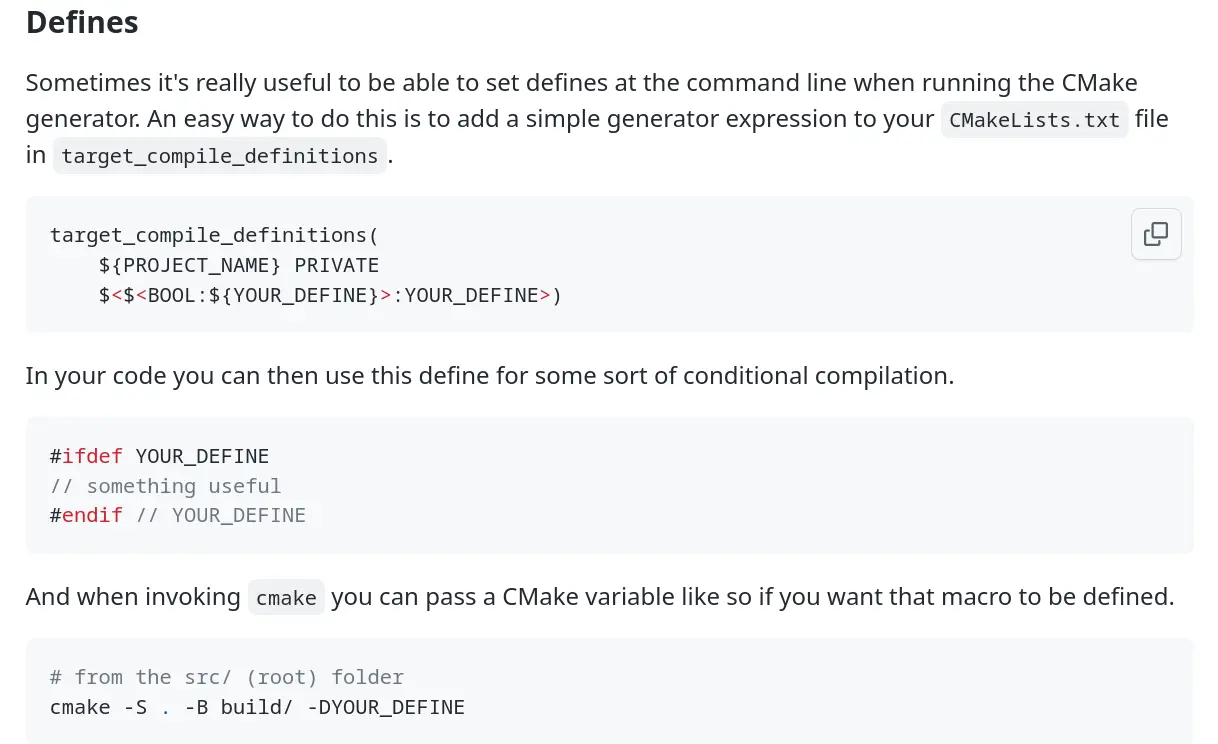 Defines
Sometimes it's really useful to be able to set defines at the command line when running the CMake
generator. An easy way to do this is to add a simple generator expression to your CMakeLists.txt file
in target_compile_definitions.
target_compile_definitions(
    ${PROJECT_NAME} PRIVATE
    $<$<BOOL:${YOUR_DEFINE}>:YOUR_DEFINE>)
In your code you can then use this define for some sort of conditional compilation.
#ifdef YOUR_DEFINE
// something useful
#endif // YOUR_DEFINE
And when invoking cmake you can pass a CMake variable like so if you want that macro to be defined.
# from the src/ (root) folder
cmake -S . -B build/ -DYOUR_DEFINE